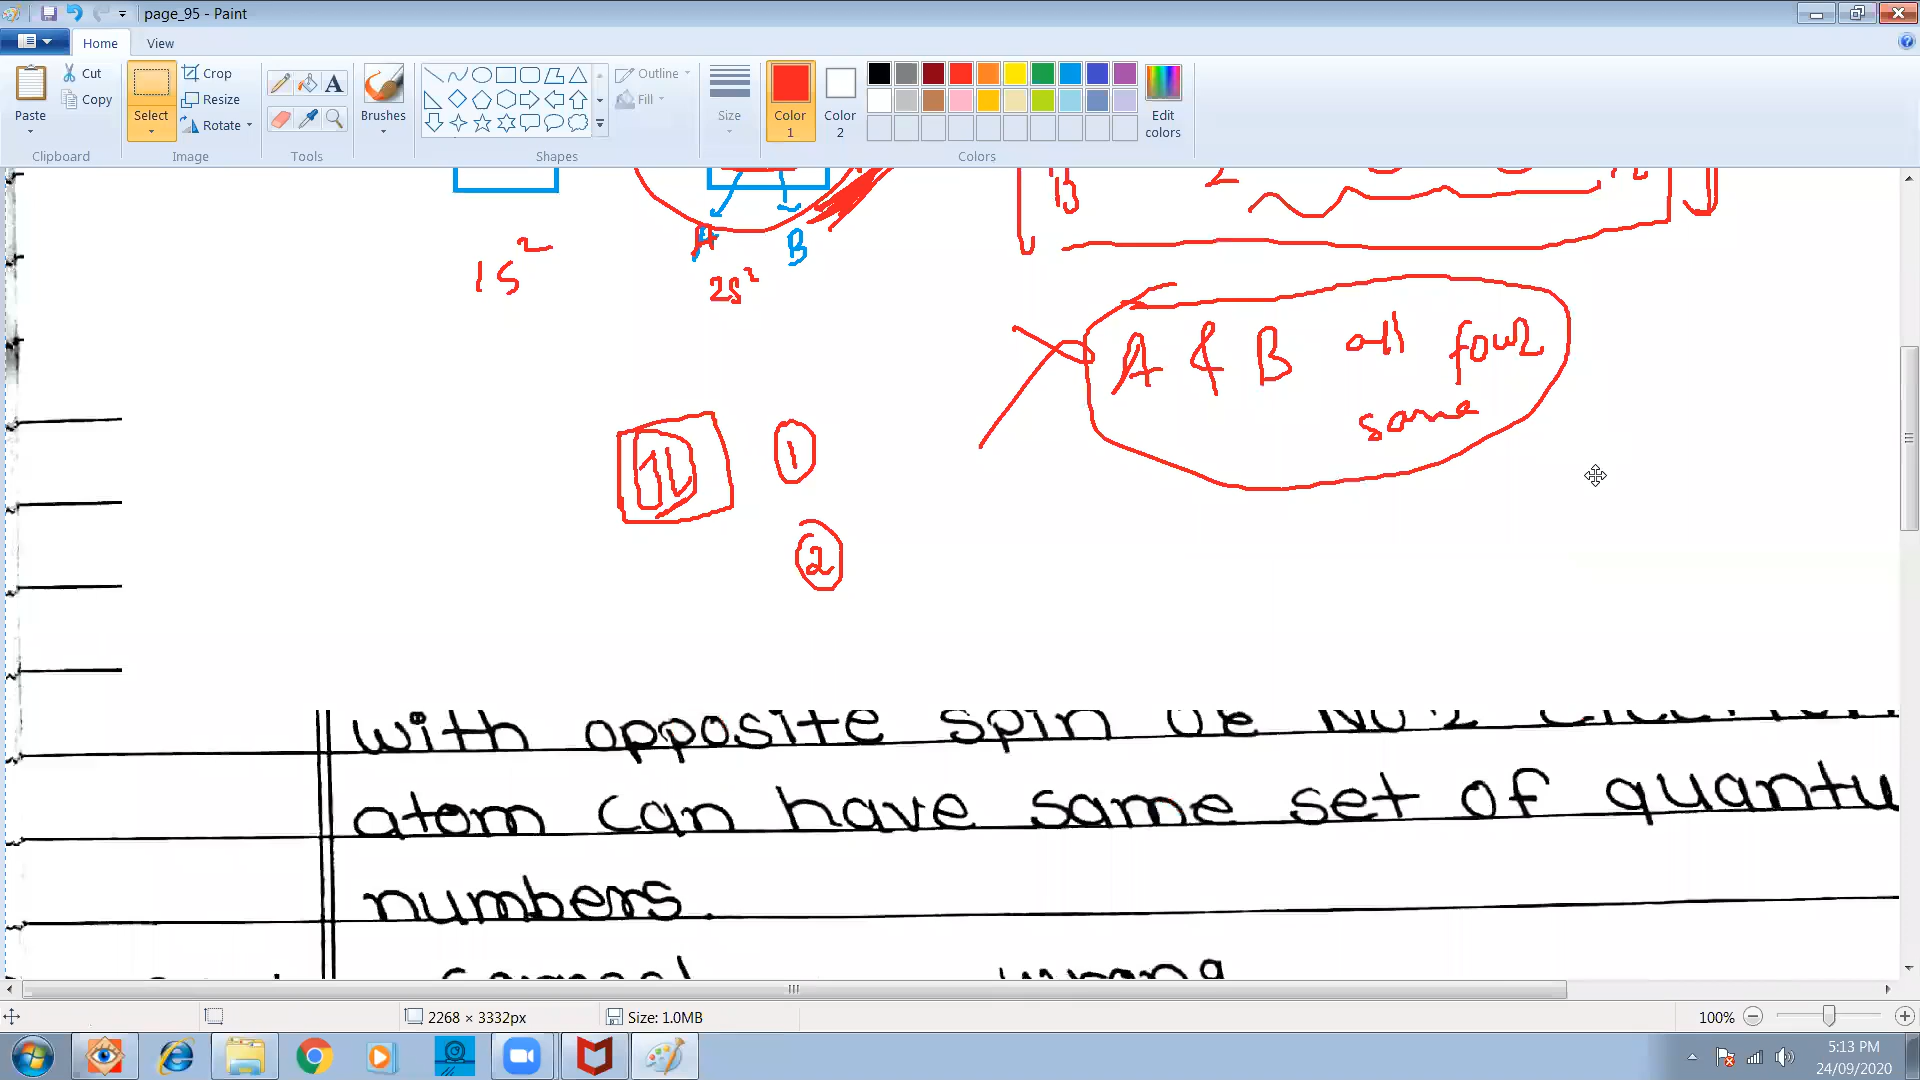 page_95 - Paint
Home View
Paste
Cut
Copy
Clipboard
Select
Crop
Resize
Rotate
Image
Tools
Brushes
Shapes
Outline
Fill
Size
Color 1
Color 2
Edit colors
Colors
A B
1s² 2s²
A & B all four
same
1
2
with opposite spin
atom can have same set of quantu
numbers.
2268 × 3332px
Size: 1.0MB
100%
5:13 PM
24/09/2020